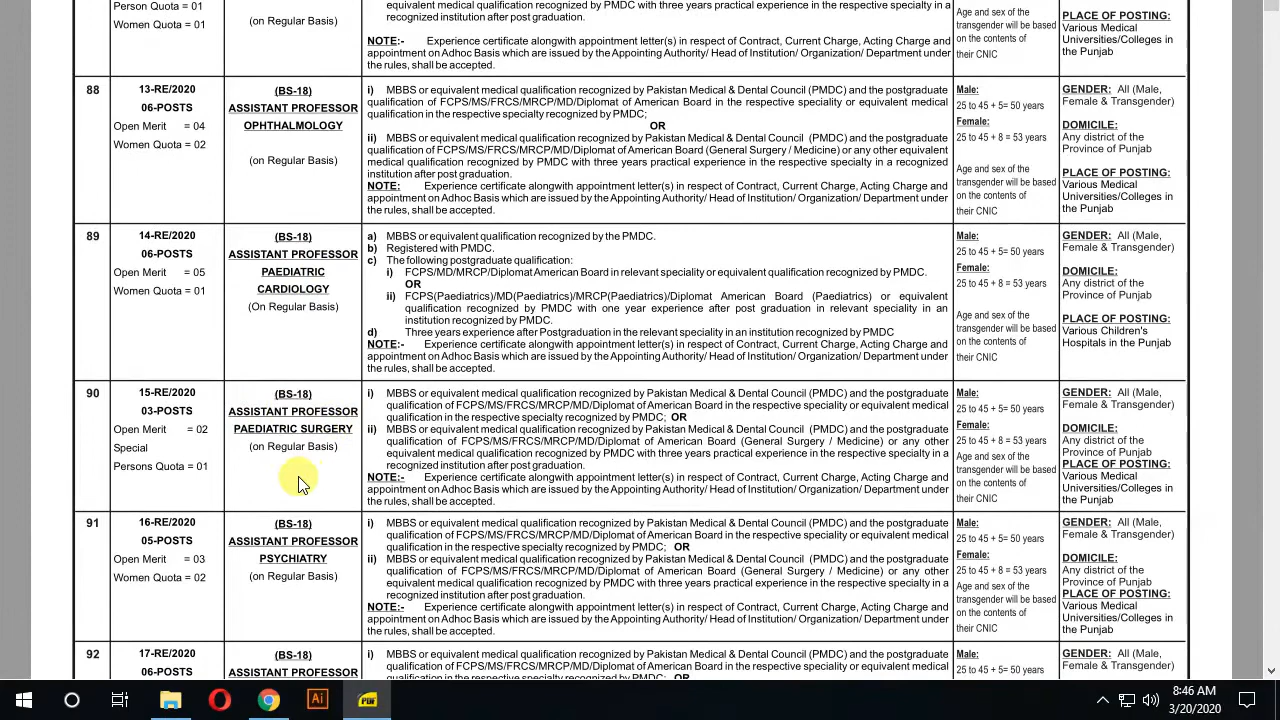 Person Quota = 01
Women Quota = 01
(on Regular Basis)
equivalent medical qualification recognized by PMDC with three years practical experience in the respective specialty in a
recognized institution after post graduation.
NOTE:- Experience certificate alongwith appointment letter(s) in respect of Contract, Current Charge, Acting Charge and
appointment on Adhoc Basis which are issued by the Appointing Authority/ Head of Institution/ Organization/ Department under
the rules, shall be accepted.
Age and sex of the
transgender will be based
on the contents of
their CNIC
PLACE OF POSTING:
Various Medical
Universities/Colleges in
the Punjab
88
13-RE/2020
06-POSTS
Open Merit = 04
Women Quota = 02
(BS-18)
ASSISTANT PROFESSOR
OPHTHALMOLOGY
(on Regular Basis)
i) MBBS or equivalent medical qualification recognized by Pakistan Medical & Dental Council (PMDC) and the postgraduate
qualification of FCPS/MS/FRCS/MRCP/MD/Diplomat of American Board in the respective speciality or equivalent medical
qualification in the respective specialty recognized by PMDC;
OR
ii) MBBS or equivalent medical qualification recognized by Pakistan Medical & Dental Council (PMDC) and the postgraduate
qualification of FCPS/MS/FRCS/MRCP/MD/Diplomat of American Board (General Surgery / Medicine) or any other equivalent
medical qualification recognized by PMDC with three years practical experience in the respective specialty in a recognized
institution after post graduation.
NOTE: Experience certificate alongwith appointment letter(s) in respect of Contract, Current Charge, Acting Charge and
appointment on Adhoc Basis which are issued by the Appointing Authority/ Head of Institution/ Organization/ Department under
the rules, shall be accepted.
Male:
25 to 45 + 5= 50 years
Female:
25 to 45 + 8 = 53 years
Age and sex of the
transgender will be based
on the contents of
their CNIC
GENDER: All (Male,
Female & Transgender)
DOMICILE:
Any district of the
Province of Punjab
PLACE OF POSTING:
Various Medical
Universities/Colleges in
the Punjab
89
14-RE/2020
06-POSTS
Open Merit = 05
Women Quota = 01
(BS-18)
ASSISTANT PROFESSOR
PAEDIATRIC
CARDIOLOGY
(On Regular Basis)
a) MBBS or equivalent qualification recognized by the PMDC.
b) Registered with PMDC.
c) The following postgraduate qualification:
i) FCPS/MD/MRCP/Diplomat American Board in relevant speciality or equivalent qualification recognized by PMDC.
OR
ii) FCPS(Paediatrics)/MD(Paediatrics)/MRCP(Paediatrics)/Diplomat American Board (Paediatrics) or equivalent
qualification recognized by PMDC with one year experience after post graduation in relevant speciality in an
institution recognized by PMDC.
d) Three years experience after Postgraduation in the relevant speciality in an institution recognized by PMDC
NOTE:- Experience certificate alongwith appointment letter(s) in respect of Contract, Current Charge, Acting Charge and
appointment on Adhoc Basis which are issued by the Appointing Authority/ Head of Institution/ Organization/ Department under
the rules, shall be accepted.
Male:
25 to 45 + 5= 50 years
Female:
25 to 45 + 8 = 53 years
Age and sex of the
transgender will be based
on the contents of
their CNIC
GENDER: All (Male,
Female & Transgender)
DOMICILE:
Any district of the
Province of Punjab
PLACE OF POSTING:
Various Children's
Hospitals in the Punjab
90
15-RE/2020
03-POSTS
Open Merit = 02
Special
Persons Quota = 01
(BS-18)
ASSISTANT PROFESSOR
PAEDIATRIC SURGERY
(on Regular Basis)
i) MBBS or equivalent medical qualification recognized by Pakistan Medical & Dental Council (PMDC) and the postgraduate
qualification of FCPS/MS/FRCS/MRCP/MD/Diplomat of American Board in the respective speciality or equivalent medical
qualification in the respective specialty recognized by PMDC; OR
ii) MBBS or equivalent medical qualification recognized by Pakistan Medical & Dental Council (PMDC) and the postgraduate
qualification of FCPS/MS/FRCS/MRCP/MD/Diplomat of American Board (General Surgery / Medicine) or any other
equivalent medical qualification recognized by PMDC with three years practical experience in the respective specialty in a
recognized institution after post graduation.
NOTE:- Experience certificate alongwith appointment letter(s) in respect of Contract, Current Charge, Acting Charge and
appointment on Adhoc Basis which are issued by the Appointing Authority/ Head of Institution/ Organization/ Department under
the rules, shall be accepted.
Male:
25 to 45 + 5= 50 years
Female:
25 to 45 + 8 = 53 years
Age and sex of the
transgender will be based
on the contents of
their CNIC
GENDER: All (Male,
Female & Transgender)
DOMICILE:
Any district of the
Province of Punjab
PLACE OF POSTING:
Various Medical
Universities/Colleges in
the Punjab
91
16-RE/2020
05-POSTS
Open Merit = 03
Women Quota = 02
(BS-18)
ASSISTANT PROFESSOR
PSYCHIATRY
(on Regular Basis)
i) MBBS or equivalent medical qualification recognized by Pakistan Medical & Dental Council (PMDC) and the postgraduate
qualification of FCPS/MS/FRCS/MRCP/MD/Diplomat of American Board in the respective speciality or equivalent medical
qualification in the respective specialty recognized by PMDC; OR
ii) MBBS or equivalent medical qualification recognized by Pakistan Medical & Dental Council (PMDC) and the postgraduate
qualification of FCPS/MS/FRCS/MRCP/MD/Diplomat of American Board (General Surgery / Medicine) or any other
equivalent medical qualification recognized by PMDC with three years practical experience in the respective specialty in a
recognized institution after post graduation.
NOTE:- Experience certificate alongwith appointment letter(s) in respect of Contract, Current Charge, Acting Charge and
appointment on Adhoc Basis which are issued by the Appointing Authority/ Head of Institution/ Organization/ Department under
the rules, shall be accepted.
Male:
25 to 45 + 5= 50 years
Female:
25 to 45 + 8 = 53 years
Age and sex of the
transgender will be based
on the contents of
their CNIC
GENDER: All (Male,
Female & Transgender)
DOMICILE:
Any district of the
Province of Punjab
PLACE OF POSTING:
Various Medical
Universities/Colleges in
the Punjab
92
17-RE/2020
06-POSTS
(BS-18)
ASSISTANT PROFESSOR
i) MBBS or equivalent medical qualification recognized by Pakistan Medical & Dental Council (PMDC) and the postgraduate
qualification of FCPS/MS/FRCS/MRCP/MD/Diplomat of American Board in the respective speciality or equivalent medical
qualification in the respective specialty recognized by PMDC; OR
Male:
25 to 45 + 5= 50 years
GENDER: All (Male,
Female & Transgender)
Ai
PDF
8:46 AM
3/20/2020